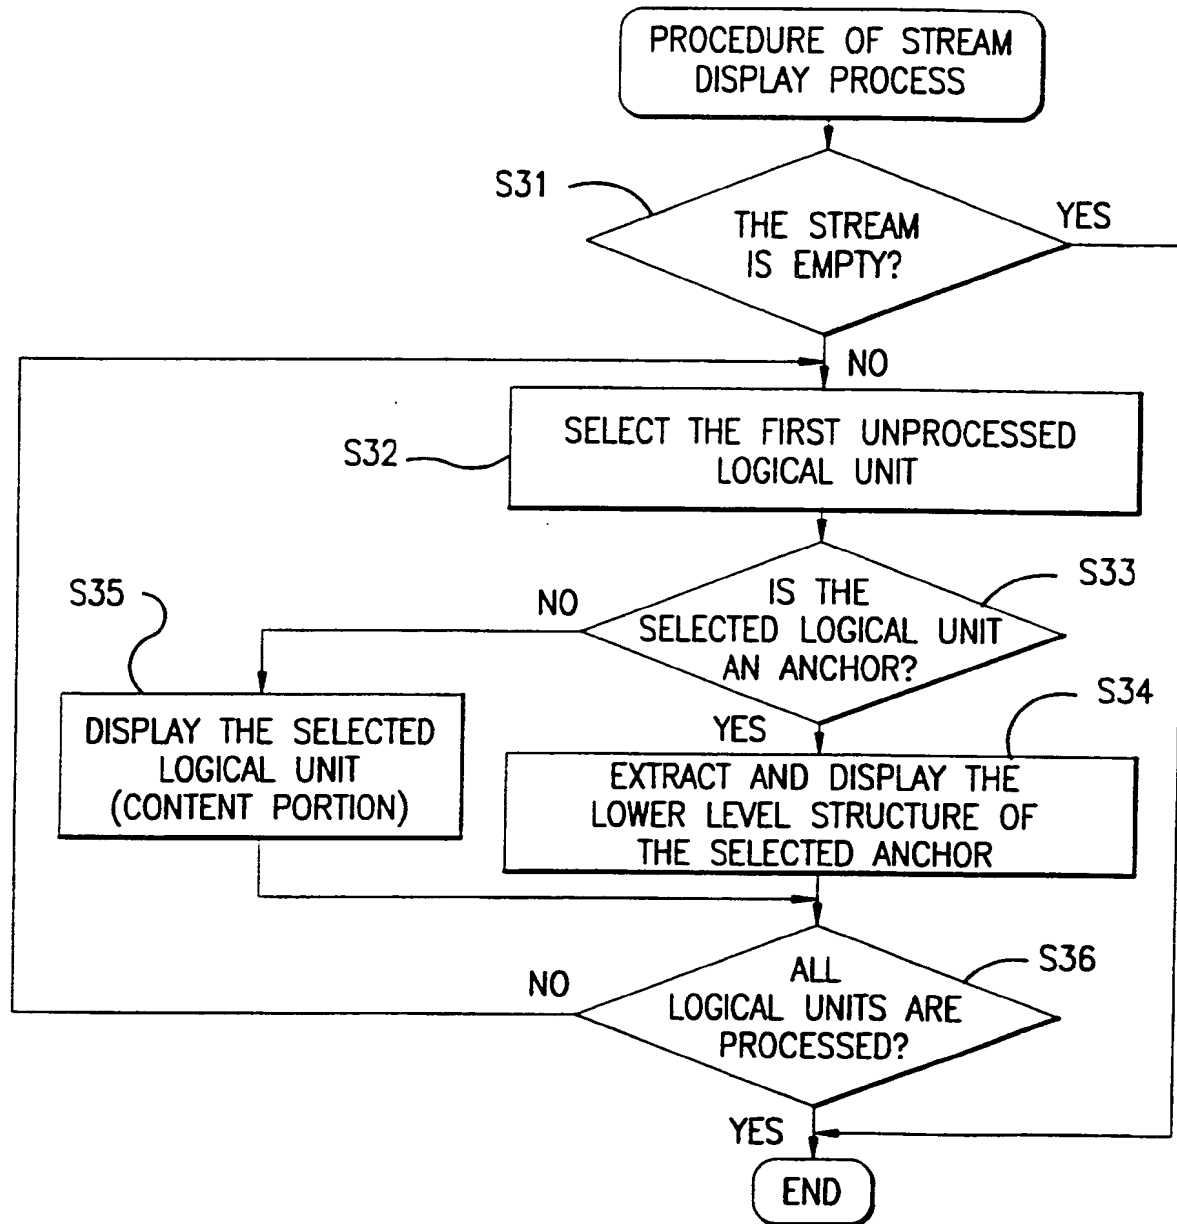 PROCEDURE OF STREAM
DISPLAY PROCESS
S31
THE STREAM
IS EMPTY?
YES
NO
S32
SELECT THE FIRST UNPROCESSED
LOGICAL UNIT
S33
IS THE
SELECTED LOGICAL UNIT
AN ANCHOR?
NO
S35
YES
S34
DISPLAY THE SELECTED
LOGICAL UNIT
(CONTENT PORTION)
EXTRACT AND DISPLAY THE
LOWER LEVEL STRUCTURE OF
THE SELECTED ANCHOR
S36
ALL
LOGICAL UNITS ARE
PROCESSED?
NO
YES
END